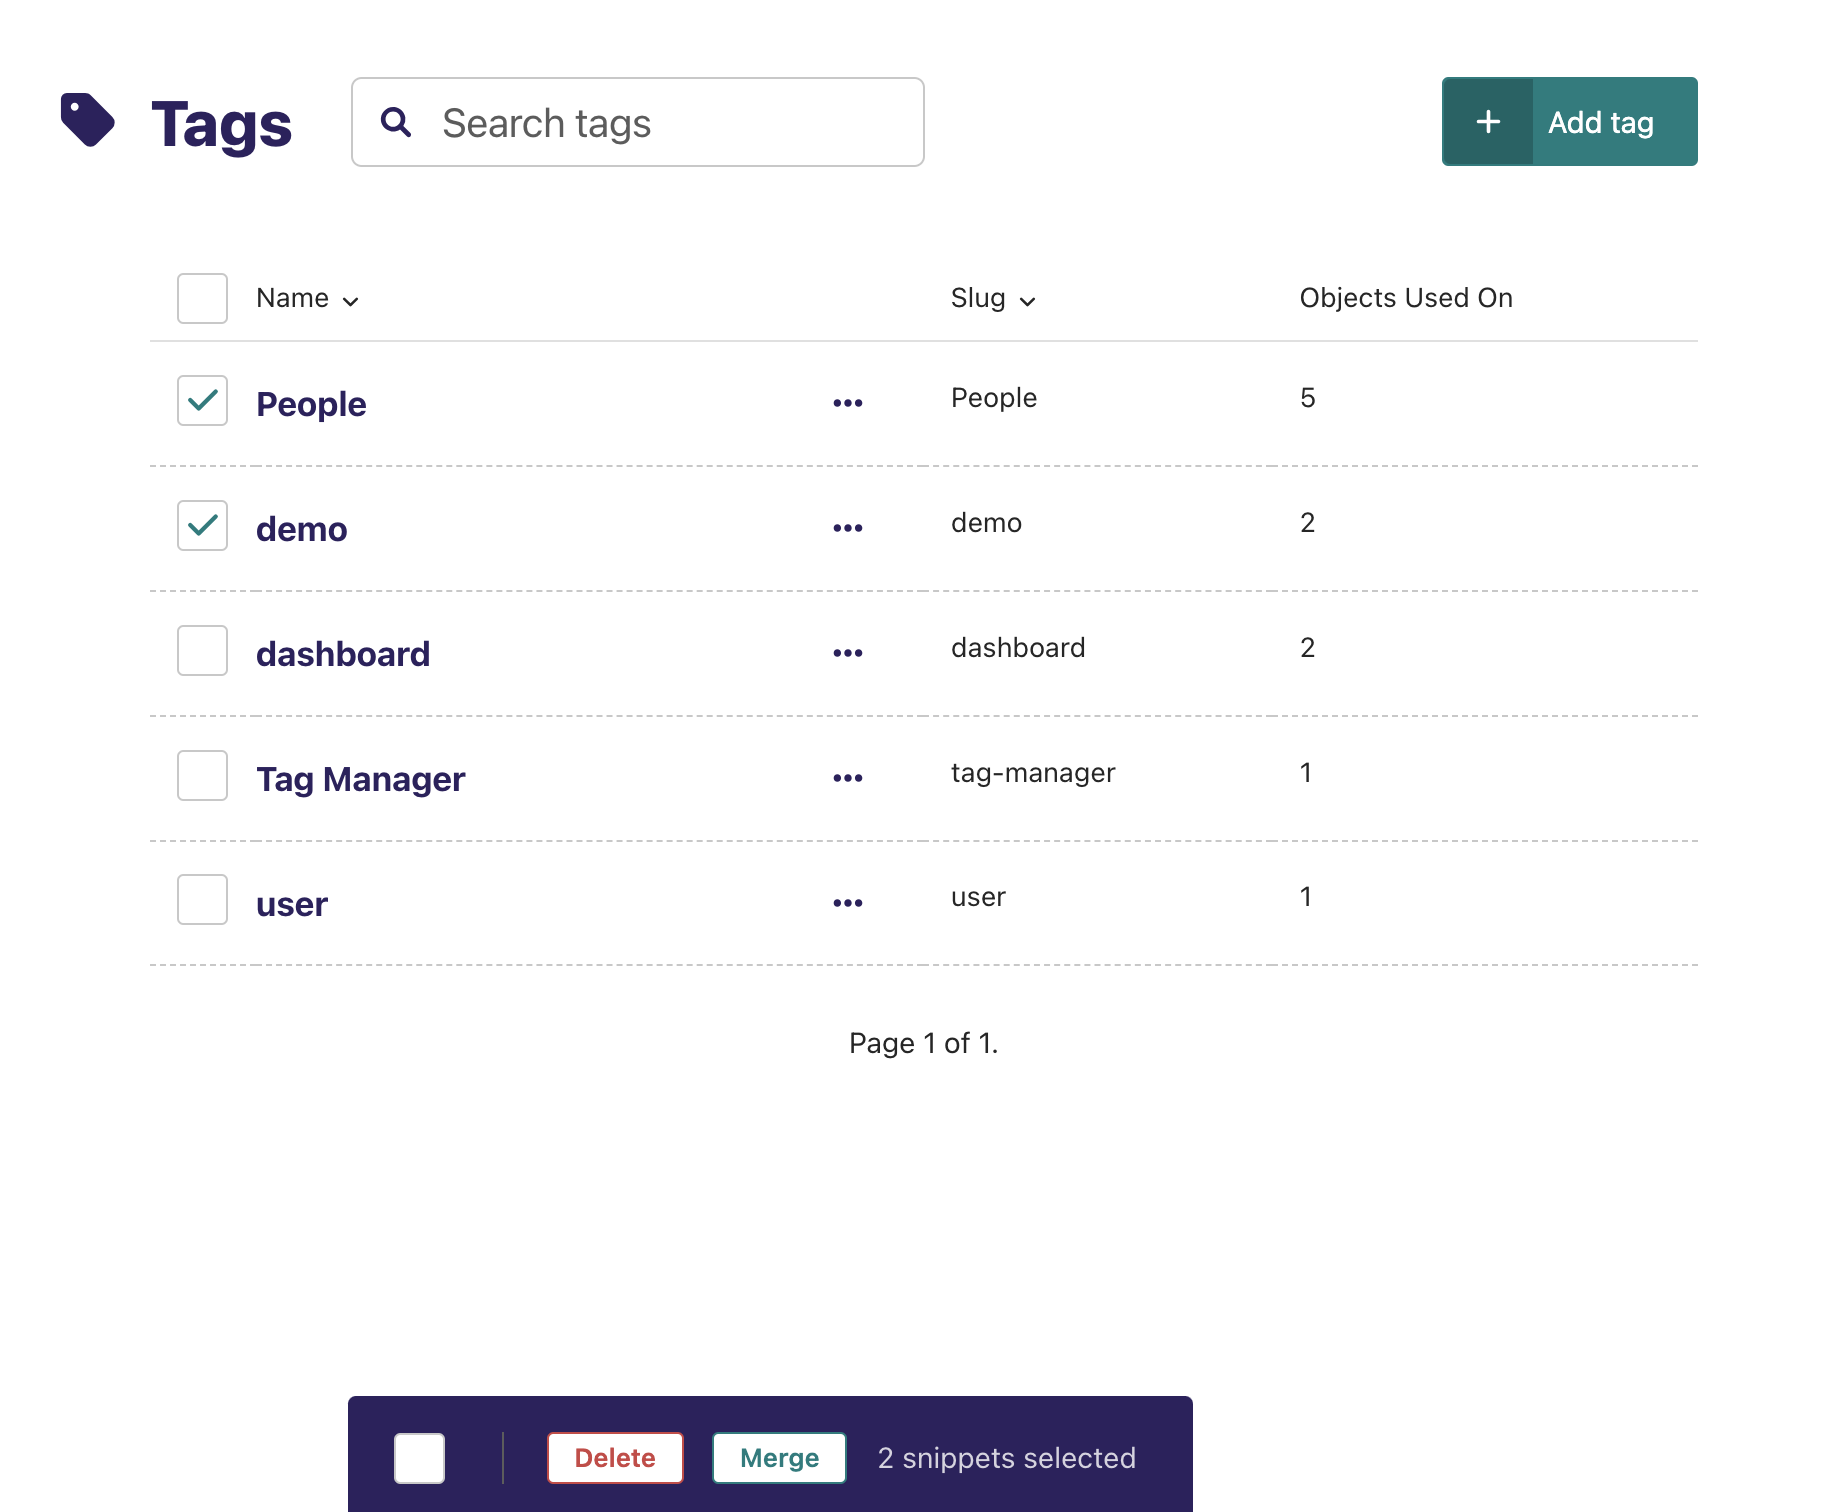 Tags
Search tags
+ Add tag
Name Slug Objects Used On
People ••• People 5
demo ••• demo 2
dashboard ••• dashboard 2
Tag Manager ••• tag-manager 1
user ••• user 1
Page 1 of 1.
Delete Merge 2 snippets selected